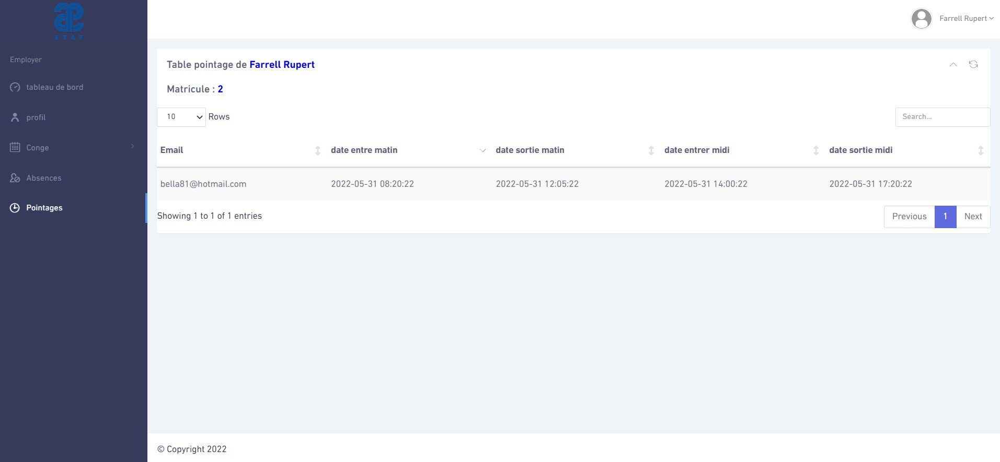 ETAP
Farrell Rupert
Employer
tableau de bord
profil
Conge
Absences
Pointages
Table pointage de Farrell Rupert
Matricule : 2
10 Rows
Search...
Email date entre matin date sortie matin date entrer midi date sortie midi
bella81@hotmail.com 2022-05-31 08:20:22 2022-05-31 12:05:22 2022-05-31 14:00:22 2022-05-31 17:20:22
Showing 1 to 1 of 1 entries
Previous 1 Next
© Copyright 2022